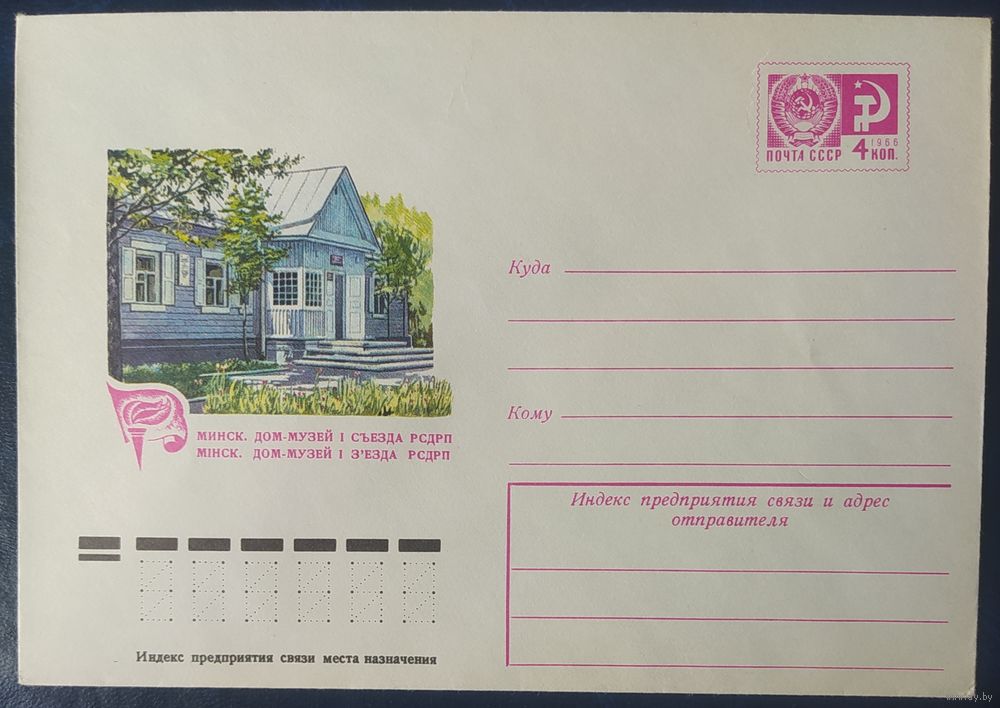 ПОЧТА СССР
1966
4 КОП.
Куда
Кому
МИНСК. ДОМ-МУЗЕЙ I СЪЕЗДА РСДРП
МІНСК. ДОМ-МУЗЕЙ I З'ЕЗДА РСДРП
Индекс предприятия связи и адрес
отправителя
Индекс предприятия связи места назначения